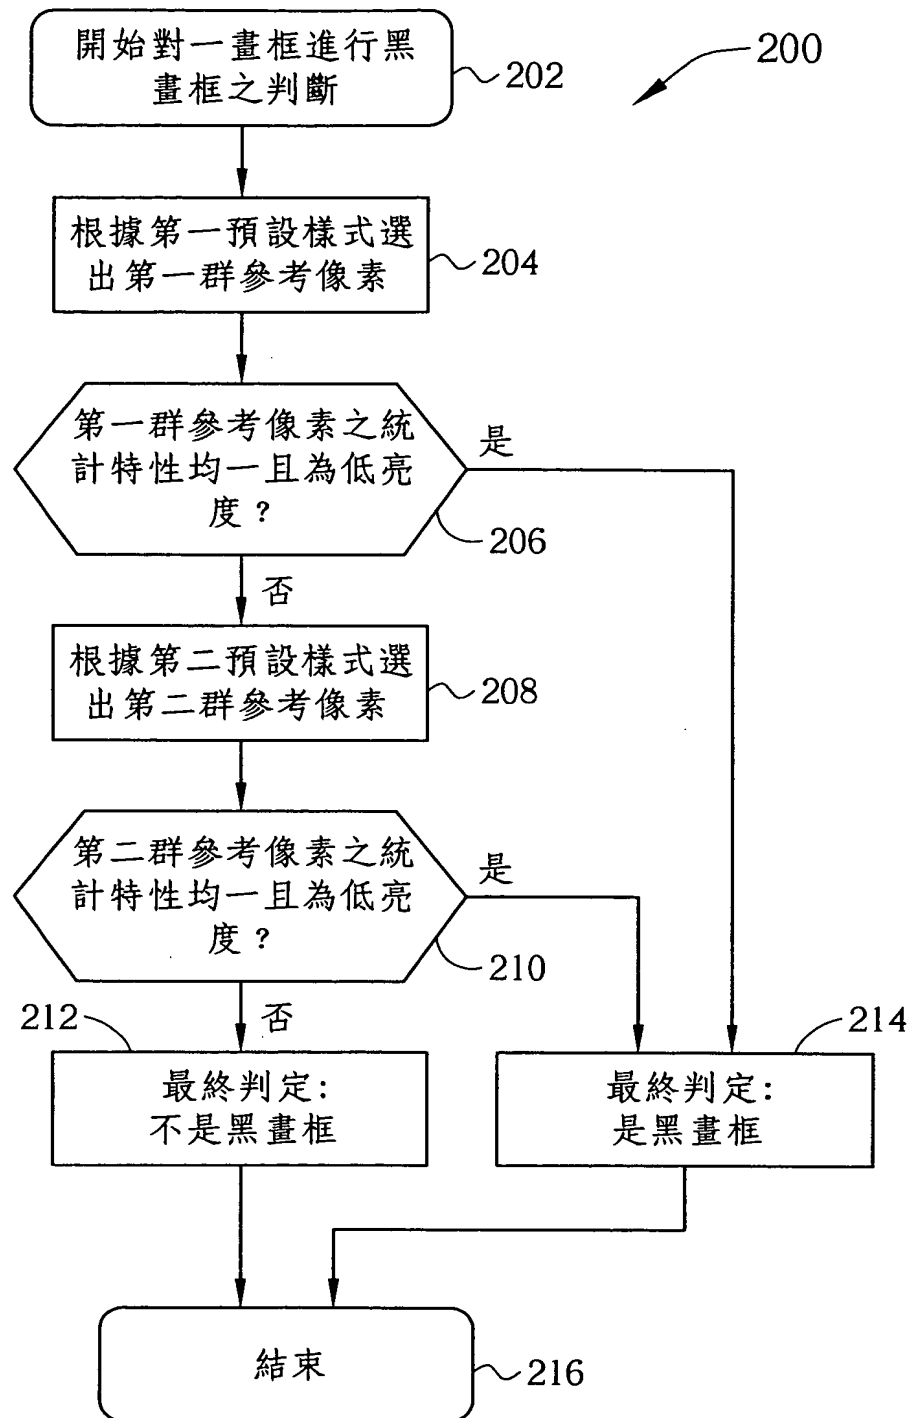 開始對一畫框進行黑
畫框之判斷
202
200
根據第一預設樣式選
出第一群參考像素
204
第一群參考像素之統
計特性均一且為低亮
度?
是
206
否
根據第二預設樣式選
出第二群參考像素
208
第二群參考像素之統
計特性均一且為低亮
度?
是
210
否
212
214
最終判定:
不是黑畫框
最終判定:
是黑畫框
結束
216